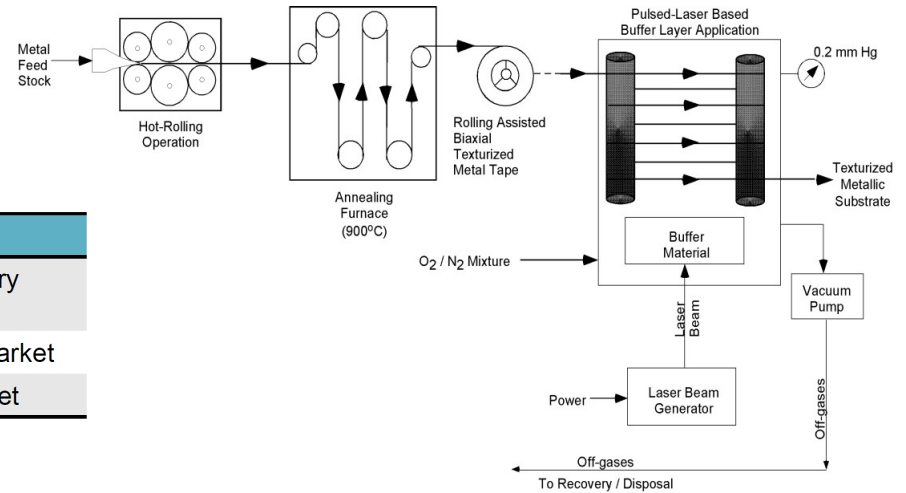 Metal
Feed
Stock
Hot-Rolling
Operation
Annealing
Furnace
(900⁰C)
Rolling Assisted
Biaxial
Texturized
Metal Tape
Pulsed-Laser Based
Buffer Layer Application
0.2 mm Hg
Texturized
Metallic
Substrate
Buffer
Material
O₂ / N₂ Mixture
Laser
Beam
Vacuum
Pump
Power
Laser Beam
Generator
Off-gases
Off-gases
To Recovery / Disposal
ry
arket
et